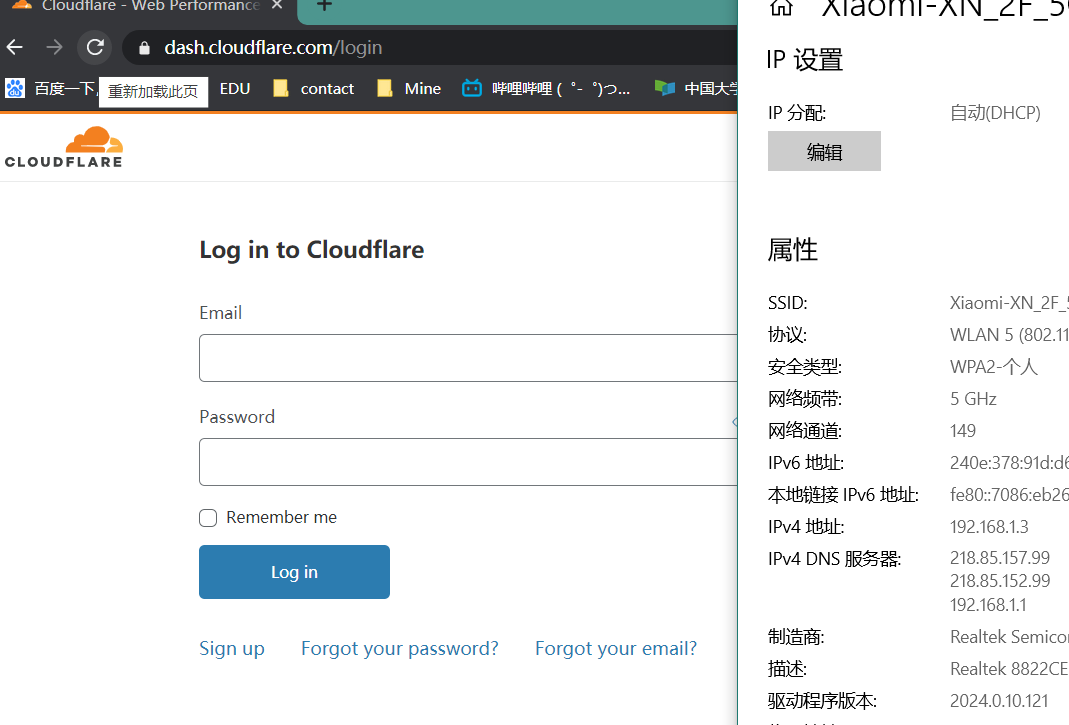 Cloudflare - Web Performance
dash.cloudflare.com/login
百度一下,
重新加载此页
EDU
contact
Mine
哔哩哔哩 (゜-゜)つ...
中国大学
CLOUDFLARE
Log in to Cloudflare
Email
Password
Remember me
Log in
Sign up
Forgot your password?
Forgot your email?
Xiaomi-XN_2F_5
IP 设置
IP 分配:
自动(DHCP)
编辑
属性
SSID:
Xiaomi-XN_2F_5
协议:
WLAN 5 (802.11
安全类型:
WPA2-个人
网络频带:
5 GHz
网络通道:
149
IPv6 地址:
240e:378:91d:d6
本地链接 IPv6 地址:
fe80::7086:eb26
IPv4 地址:
192.168.1.3
IPv4 DNS 服务器:
218.85.157.99
218.85.152.99
192.168.1.1
制造商:
Realtek Semicon
描述:
Realtek 8822CE
驱动程序版本:
2024.0.10.121